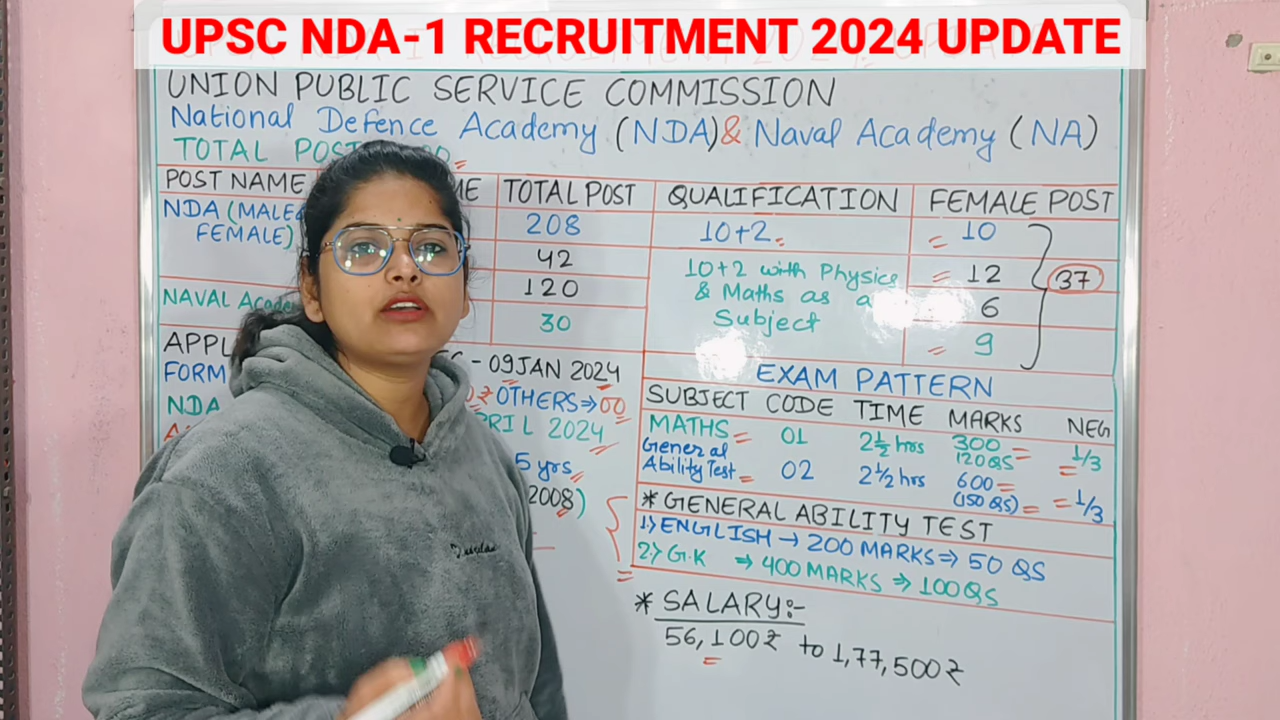 UPSC NDA-1 RECRUITMENT 2024 UPDATE
UNION PUBLIC SERVICE COMMISSION
National Defence Academy (NDA) & Naval Academy (NA)
TOTAL POST
POST NAME TOTAL POST QUALIFICATION FEMALE POST
NDA (MALE 208 10+2 10
FEMALE)
42 10+2 with Physics 12
& Maths as a
120 6
Subject
NAVAL 30 9
37
- 09 JAN 2024
FORM
OTHERS ⇒ 00
NDA
2024
5 yrs
2008)
EXAM PATTERN
SUBJECT CODE TIME MARKS NEG
MATHS 01 2½ hrs 300 1/3
120 QS
General
Ability Test 02 2½ hrs 600 1/3
(150 QS)
* GENERAL ABILITY TEST
1.) ENGLISH → 200 MARKS ⇒ 50 QS
2.) G.K ⇒ 400 MARKS ⇒ 100 QS
* SALARY:-
56,100₹ to 1,77,500₹